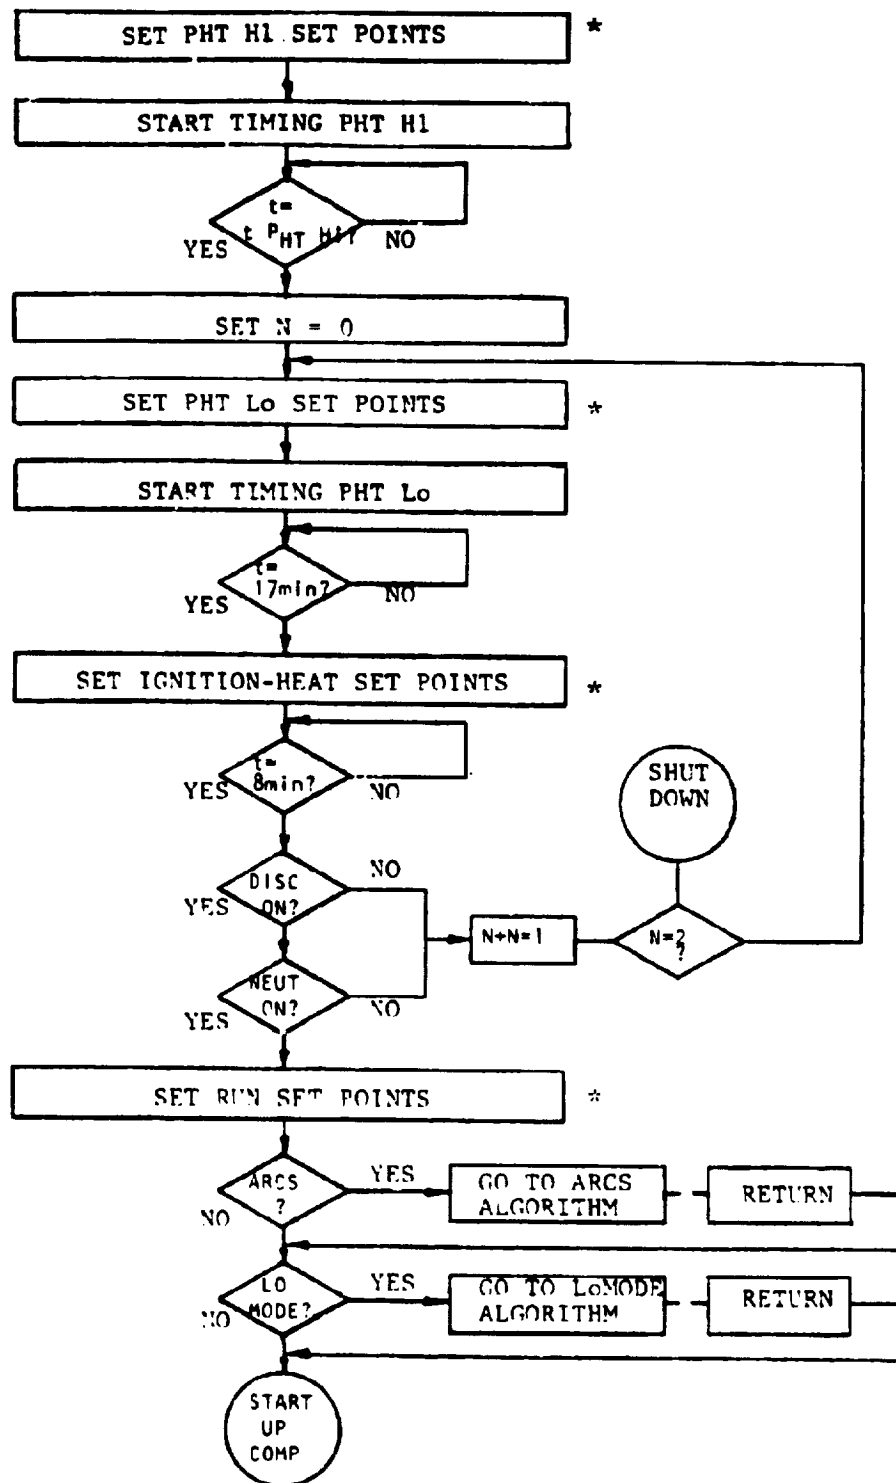 SET PHT H1 SET POINTS *
START TIMING PHT H1
t=
t PHT H1?
YES NO
SET N = 0
SET PHT Lo SET POINTS *
START TIMING PHT Lo
t=
17min?
YES NO
SET IGNITION-HEAT SET POINTS *
t=
8min?
YES NO
SHUT
DOWN
DISC
ON?
YES NO
N+N=1
N=2
?
NEUT
ON?
YES NO
SET RUN SET POINTS *
ARCS
?
YES
NO
GO TO ARCS
ALGORITHM
RETURN
LO
MODE?
YES
NO
GO TO LoMODE
ALGORITHM
RETURN
START
UP
COMP